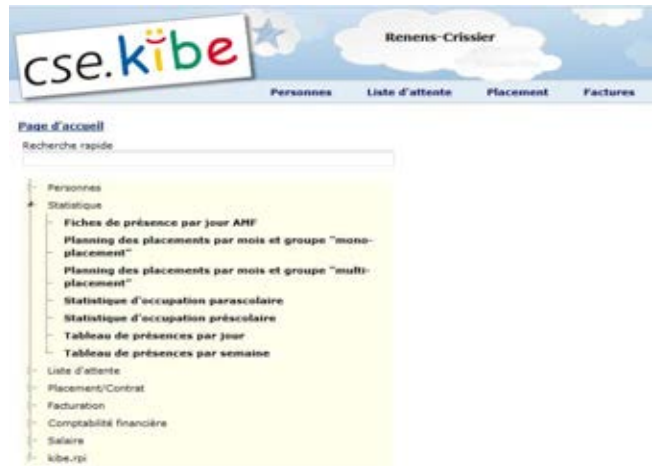 cse.kibe
Renens-Crissier
Personnes Liste d'attente Placement Factures
Page d'accueil
Recherche rapide
Personnes
Statistique
Fiches de présence par jour AMF
Planning des placements par mois et groupe "mono-
placement"
Planning des placements par mois et groupe "multi-
placement"
Statistique d'occupation parascolaire
Statistique d'occupation préscolaire
Tableau de présences par jour
Tableau de présences par semaine
Liste d'attente
Placement/Contrat
Facturation
Comptabilité financière
Salaire
kibe.rpi